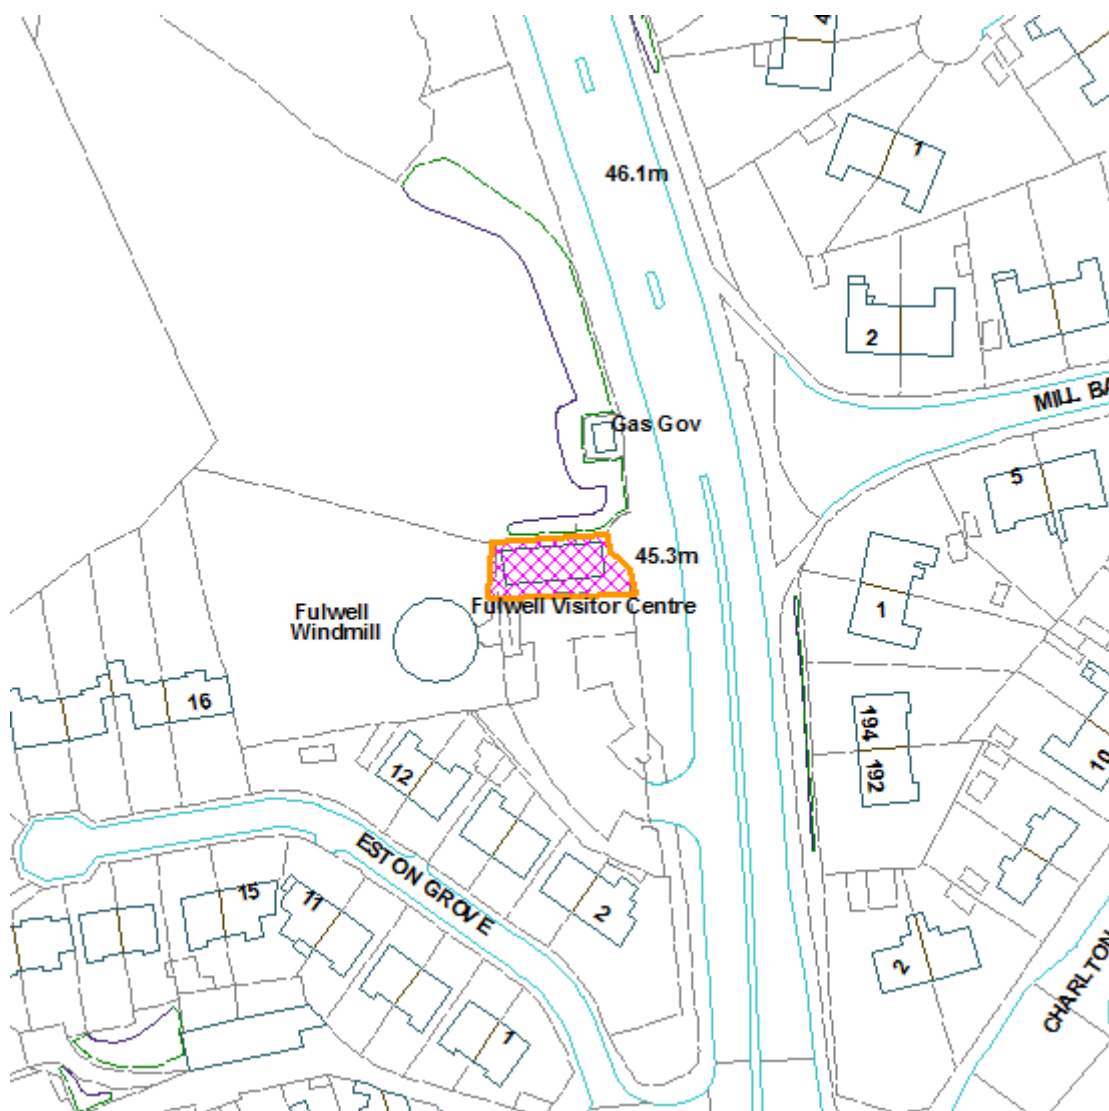 4
1
46.1m
2
MILL BA
Gas Gov
5
45.3m
Fulwell Visitor Centre
Fulwell
Windmill
1
16
194
192
10
12
ESTON GROVE
15
11
2
2
CHARLTON
1